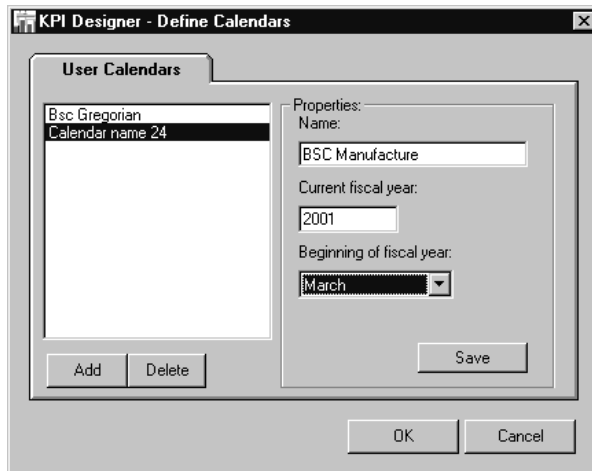 KPI Designer - Define Calendars
User Calendars
Bsc Gregorian
Calendar name 24
Add
Delete
Properties:
Name:
BSC Manufacture
Current fiscal year:
2001
Beginning of fiscal year:
March
Save
OK
Cancel